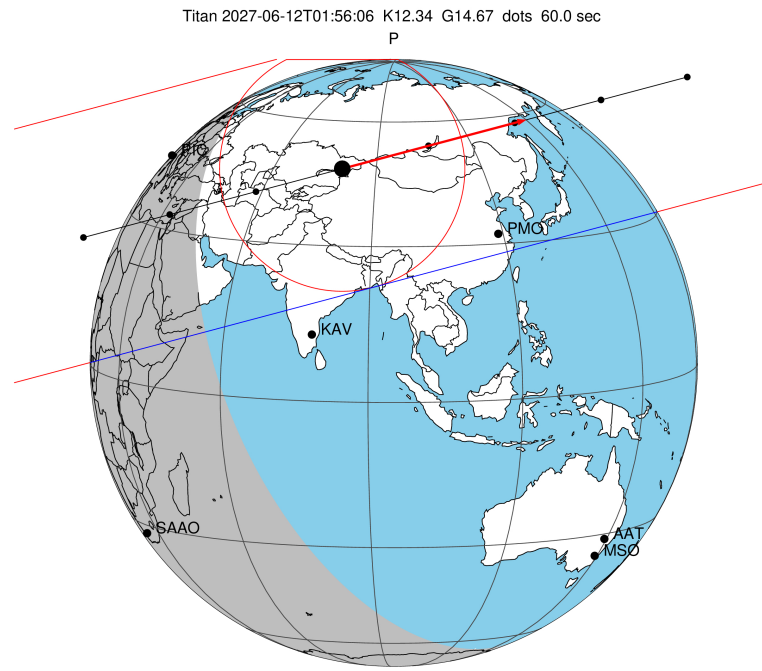 Titan 2027-06-12T01:56:06 K12.34 G14.67 dots 60.0 sec
P
PIC
PMO
KAV
SAAO
AAT
MSO